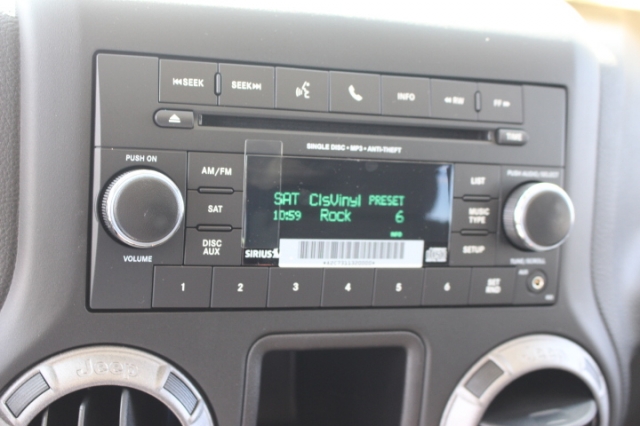 SEEK SEEK INFO RW FF
TUNE
SINGLE DISC • MP3 • ANTI-THEFT
PUSH ON
VOLUME
AM/FM
SAT
DISC
AUX
SAT ClsVinyl PRESET
10:59 Rock 6
INFO
SIRIUS
LIST
MUSIC
TYPE
SETUP
PUSH AUDIO/SELECT
TUNE/SCROLL
AUX
1 2 3 4 5 6 SET
RND
Jeep
Jeep